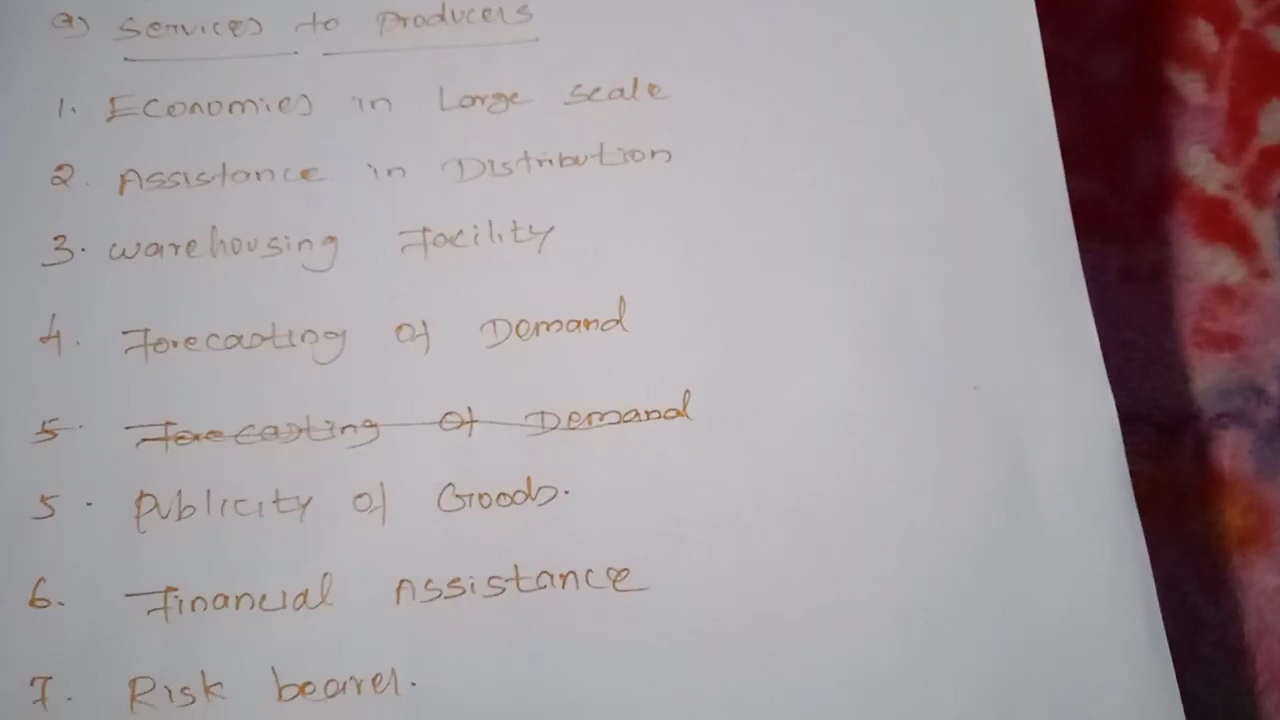 a) Services to Producers
1. Economies in Large Scale
2. Assistance in Distribution
3. Warehousing Facility
4. Forecasting of Demand
5. Forecasting of Demand
5. Publicity of Goods.
6. Financial Assistance
7. Risk bearer.